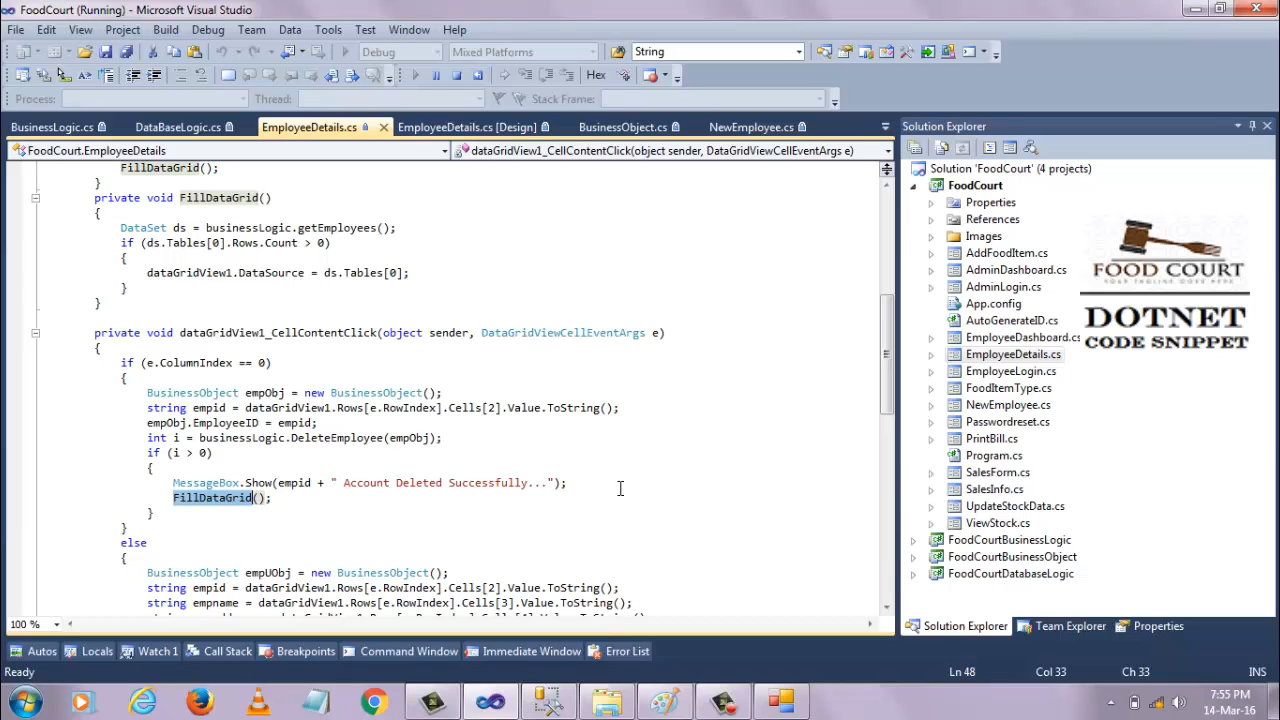 FoodCourt (Running) - Microsoft Visual Studio
File Edit View Project Build Debug Team Data Tools Test Window Help
Debug Mixed Platforms String
Hex
Process: Thread: Stack Frame:
BusinessLogic.cs DataBaseLogic.cs EmployeeDetails.cs EmployeeDetails.cs [Design] BusinessObject.cs NewEmployee.cs
FoodCourt.EmployeeDetails dataGridView1_CellContentClick(object sender, DataGridViewCellEventArgs e)
FillDataGrid();
}
private void FillDataGrid()
{
DataSet ds = businessLogic.getEmployees();
if (ds.Tables[0].Rows.Count > 0)
{
dataGridView1.DataSource = ds.Tables[0];
}
}
private void dataGridView1_CellContentClick(object sender, DataGridViewCellEventArgs e)
{
if (e.ColumnIndex == 0)
{
BusinessObject empObj = new BusinessObject();
string empid = dataGridView1.Rows[e.RowIndex].Cells[2].Value.ToString();
empObj.EmployeeID = empid;
int i = businessLogic.DeleteEmployee(empObj);
if (i > 0)
{
MessageBox.Show(empid + " Account Deleted Successfully...");
FillDataGrid();
}
}
else
{
BusinessObject empUObj = new BusinessObject();
string empid = dataGridView1.Rows[e.RowIndex].Cells[2].Value.ToString();
string empname = dataGridView1.Rows[e.RowIndex].Cells[3].Value.ToString();
100 %
Solution Explorer
Solution 'FoodCourt' (4 projects)
FoodCourt
Properties
References
Images
AddFoodItem.cs
AdminDashboard.cs
AdminLogin.cs
App.config
AutoGenerateID.cs
EmployeeDashboard.cs
EmployeeDetails.cs
EmployeeLogin.cs
FoodItemType.cs
NewEmployee.cs
Passwordreset.cs
PrintBill.cs
Program.cs
SalesForm.cs
SalesInfo.cs
UpdateStockData.cs
ViewStock.cs
FoodCourtBusinessLogic
FoodCourtBusinessObject
FoodCourtDatabaseLogic
FOOD COURT
YOUR TAGLINE GOES HERE
DOTNET
CODE SNIPPET
Solution Explorer Team Explorer Properties
Autos Locals Watch 1 Call Stack Breakpoints Command Window Immediate Window Error List
Ready Ln 48 Col 33 Ch 33 INS
7:55 PM
14-Mar-16